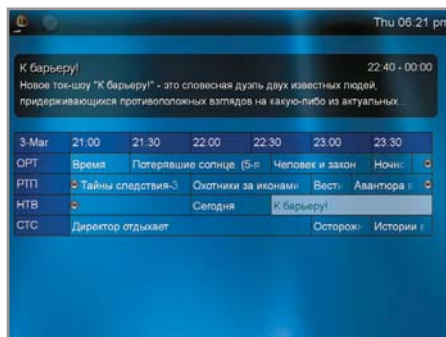 Thu 06:21 pm
К барьеру! 22:40 - 00:00
Новое ток-шоу "К барьеру!" - это словесная дуэль двух известных людей,
придерживающихся противоположных взглядов на какую-либо из актуальных...
3-Mar 21:00 21:30 22:00 22:30 23:00 23:30
ОРТ Время Потерявшие солнце. (5-я Человек и закон Ночно
РТП Тайны следствия-3 Охотники за иконами Вести Авантюра в
НТВ Сегодня К барьеру!
СТС Директор отдыхает Осторожн Истории в